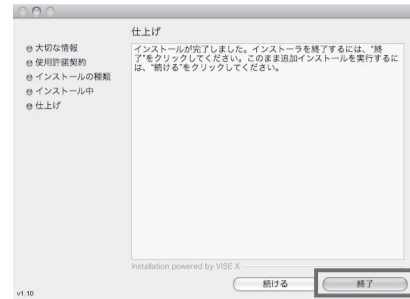 仕上げ
大切な情報
使用許諾契約
インストールの種類
インストール中
仕上げ
インストールが完了しました。インストーラを終了するには、"終
了"をクリックしてください。このまま追加インストールを実行するに
は、"続ける"をクリックしてください。
Installation powered by VISE X
続ける
終了
v1.10